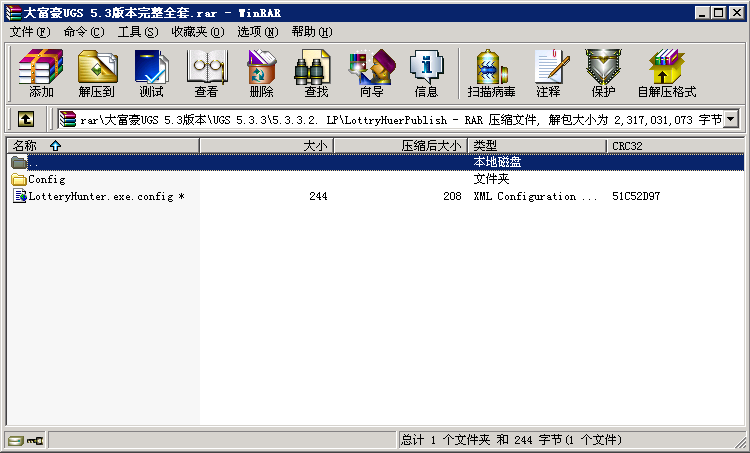 大富豪UGS 5.3版本完整全套.rar - WinRAR
文件(F) 命令(C) 工具(S) 收藏夹(O) 选项(N) 帮助(H)
添加 解压到 测试 查看 删除 查找 向导 信息 扫描病毒 注释 保护 自解压格式
rar\大富豪UGS 5.3版本\UGS 5.3.3\5.3.3.2. LP\LottryHuerPublish - RAR 压缩文件, 解包大小为 2,317,031,073 字节
名称 大小 压缩后大小 类型 CRC32
.. 本地磁盘
Config 文件夹
LotteryHunter.exe.config * 244 208 XML Configuration ... 51C52D97
总计 1 个文件夹 和 244 字节(1 个文件)